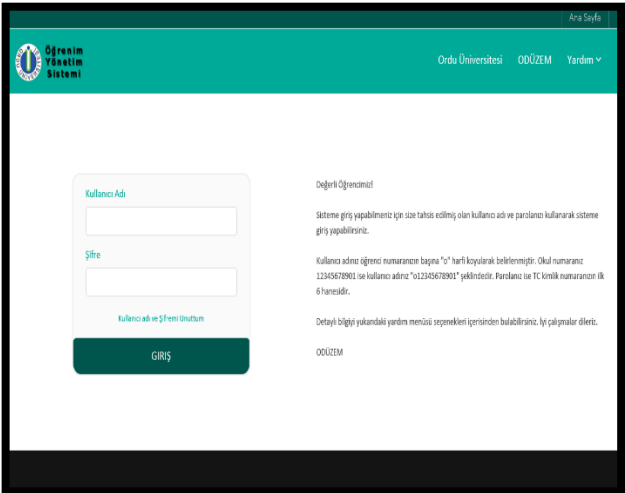 Ana Sayfa
Öğrenim
Yönetim
Sistemi
Ordu Üniversitesi ODÜZEM Yardım
Kullanıcı Adı
Şifre
Kullanıcı adı ve Şifremi Unuttum
GIRIŞ
Değerli Öğrencimiz!
Sisteme giriş yapabilmeniz için size tahsis edilmiş olan kullanıcı adı ve parolanızı kullanarak sisteme
giriş yapabilirsiniz.
Kullanıcı adınız öğrenci numaranızın başına "o" harfi koyularak belirlenmiştir. Okul numaranız
12345678901 ise kullanıcı adınız "o12345678901" şeklindedir. Parolanız ise TC kimlik numaranızın ilk
6 hanesidir.
Detaylı bilgiyi yukarıdaki yardım menüsü seçenekleri içerisinden bulabilirsiniz. İyi çalışmalar dileriz.
ODÜZEM